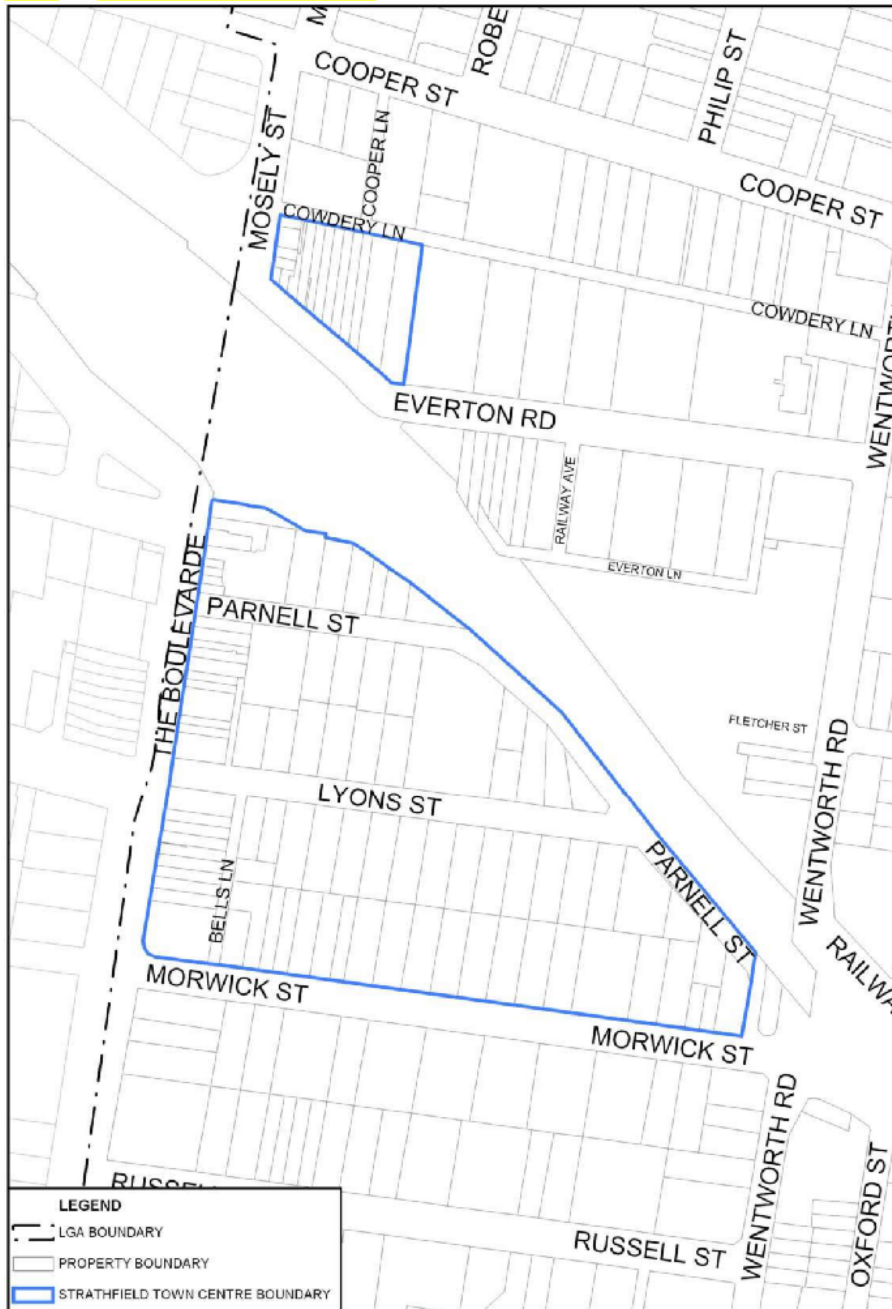 COOPER ST
PHILIP ST
MOSELY ST
COOPER LN
COOPER ST
COWDERY LN
COWDERY LN
EVERTON RD
RAILWAY AVE
EVERTON LN
THE BOULEVARDE
PARNELL ST
FLETCHER ST
WENTWORTH RD
LYONS ST
BELLS LN
PARNELL ST
MORWICK ST
MORWICK ST
WENTWORTH RD
OXFORD ST
RUSSELL ST
LEGEND
LGA BOUNDARY
PROPERTY BOUNDARY
STRATHFIELD TOWN CENTRE BOUNDARY